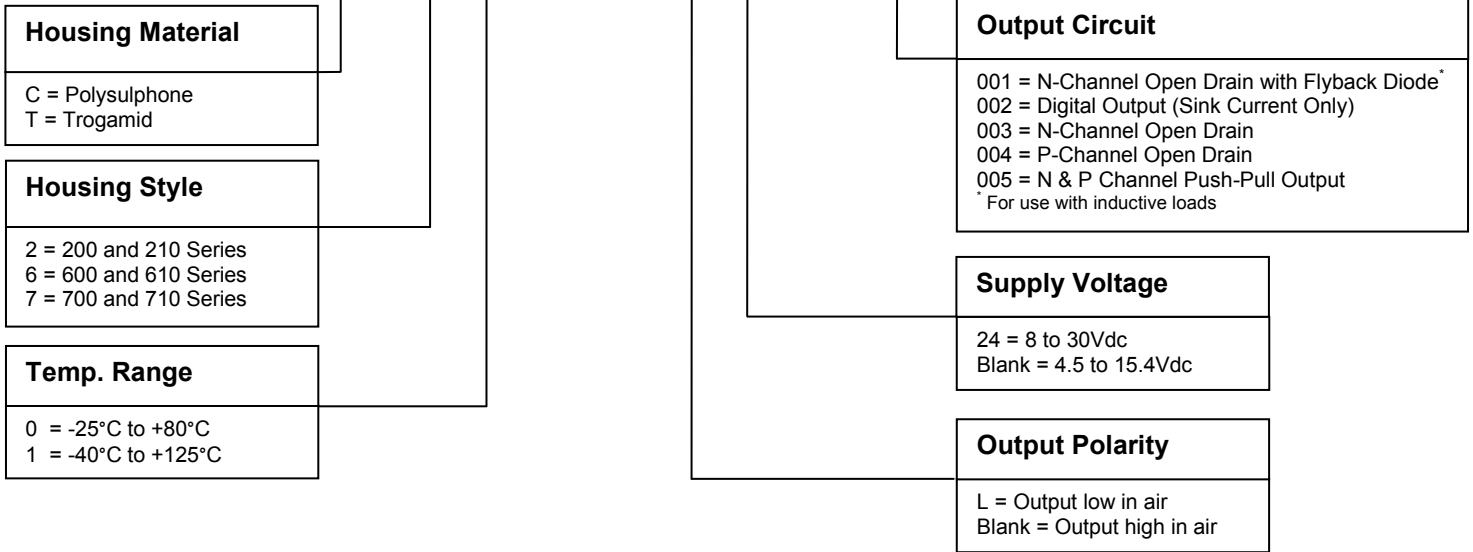 Housing Material
C = Polysulphone
T = Trogamid
Housing Style
2 = 200 and 210 Series
6 = 600 and 610 Series
7 = 700 and 710 Series
Temp. Range
0 = -25°C to +80°C
1 = -40°C to +125°C
Output Circuit
001 = N-Channel Open Drain with Flyback Diode*
002 = Digital Output (Sink Current Only)
003 = N-Channel Open Drain
004 = P-Channel Open Drain
005 = N & P Channel Push-Pull Output
* For use with inductive loads
Supply Voltage
24 = 8 to 30Vdc
Blank = 4.5 to 15.4Vdc
Output Polarity
L = Output low in air
Blank = Output high in air